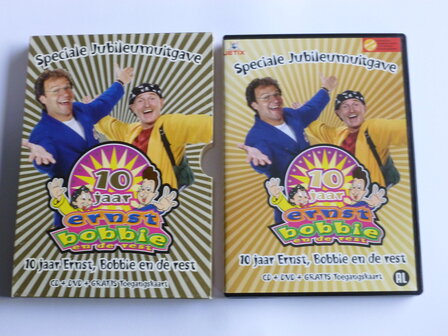 Speciale Jubileumuitgave
10
jaar
ernst
bobbie
en de rest
10 jaar Ernst, Bobbie en de rest
CD + DVD + GRATIS Toegangskaart
JETIX
Speciale Jubileumuitgave
10
jaar
ernst
bobbie
en de rest
10 jaar Ernst, Bobbie en de rest
CD + DVD + GRATIS Toegangskaart
AL